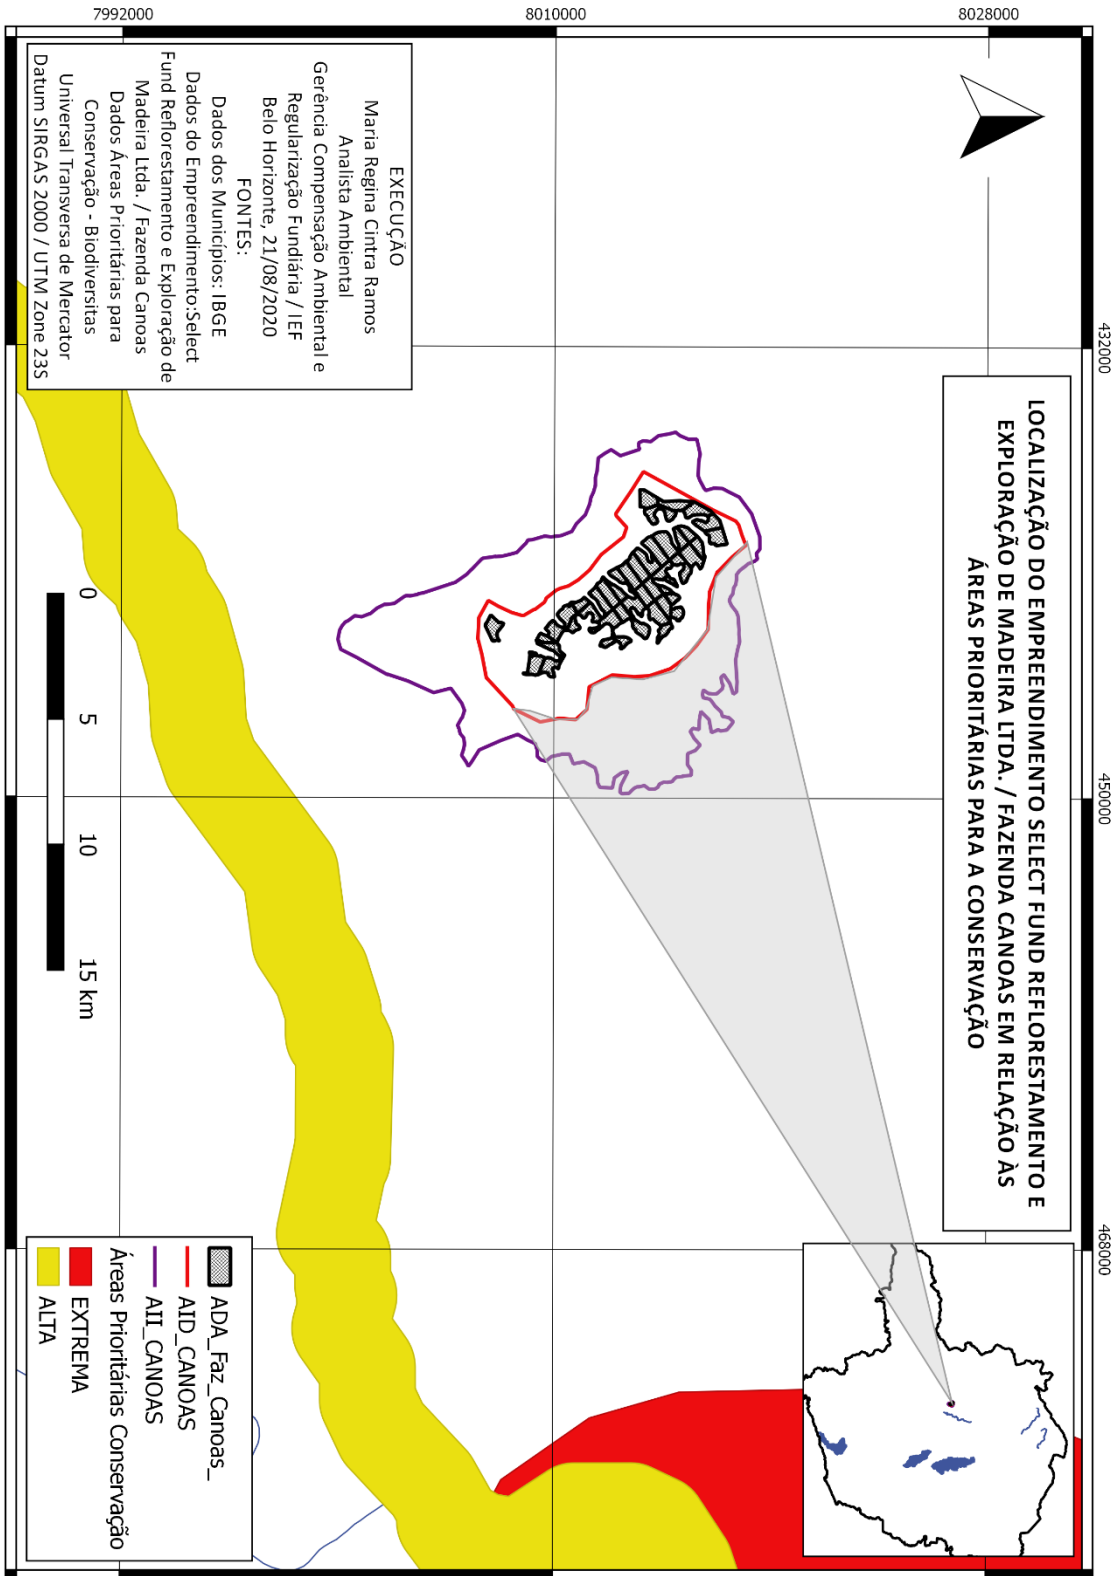 LOCALIZAÇÃO DO EMPREENDIMENTO SELECT FUND REFLORESTAMENTO E
EXPLORAÇÃO DE MADEIRA LTDA. / FAZENDA CANOAS EM RELAÇÃO ÀS
ÁREAS PRIORITÁRIAS PARA A CONSERVAÇÃO
432000
450000
468000
8028000
8010000
7992000
EXECUÇÃO
Maria Regina Cintra Ramos
Analista Ambiental
Gerência Compensação Ambiental e
Regularização Fundiária / IEF
Belo Horizonte, 21/08/2020
FONTES:
Dados dos Municípios: IBGE
Dados do Empreendimento:Select
Fund Reflorestamento e Exploração de
Madeira Ltda. / Fazenda Canoas
Dados Áreas Prioritárias para
Conservação - Biodiversitas
Universal Transversa de Mercator
Datum SIRGAS 2000 / UTM Zone 23S
0 5 10 15 km
ADA_Faz_Canoas_
AID_CANOAS
AII_CANOAS
Áreas Prioritárias Conservação
EXTREMA
ALTA